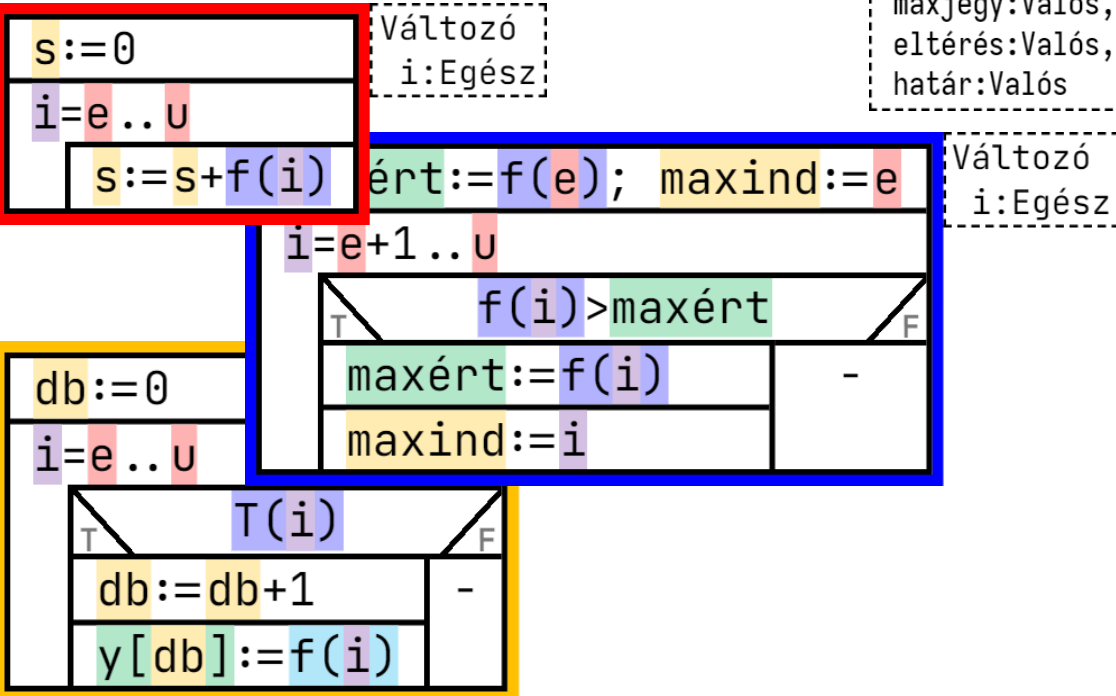 s:=0
i=e..u
s:=s+f(i)
Változó
i:Egész
maxjegy:Valós,
eltérés:Valós,
határ:Valós
ért:=f(e); maxind:=e
i=e+1..u
T f(i)>maxért F
maxért:=f(i) -
maxind:=i
Változó
i:Egész
db:=0
i=e..u
T T(i) F
db:=db+1 -
y[db]:=f(i)